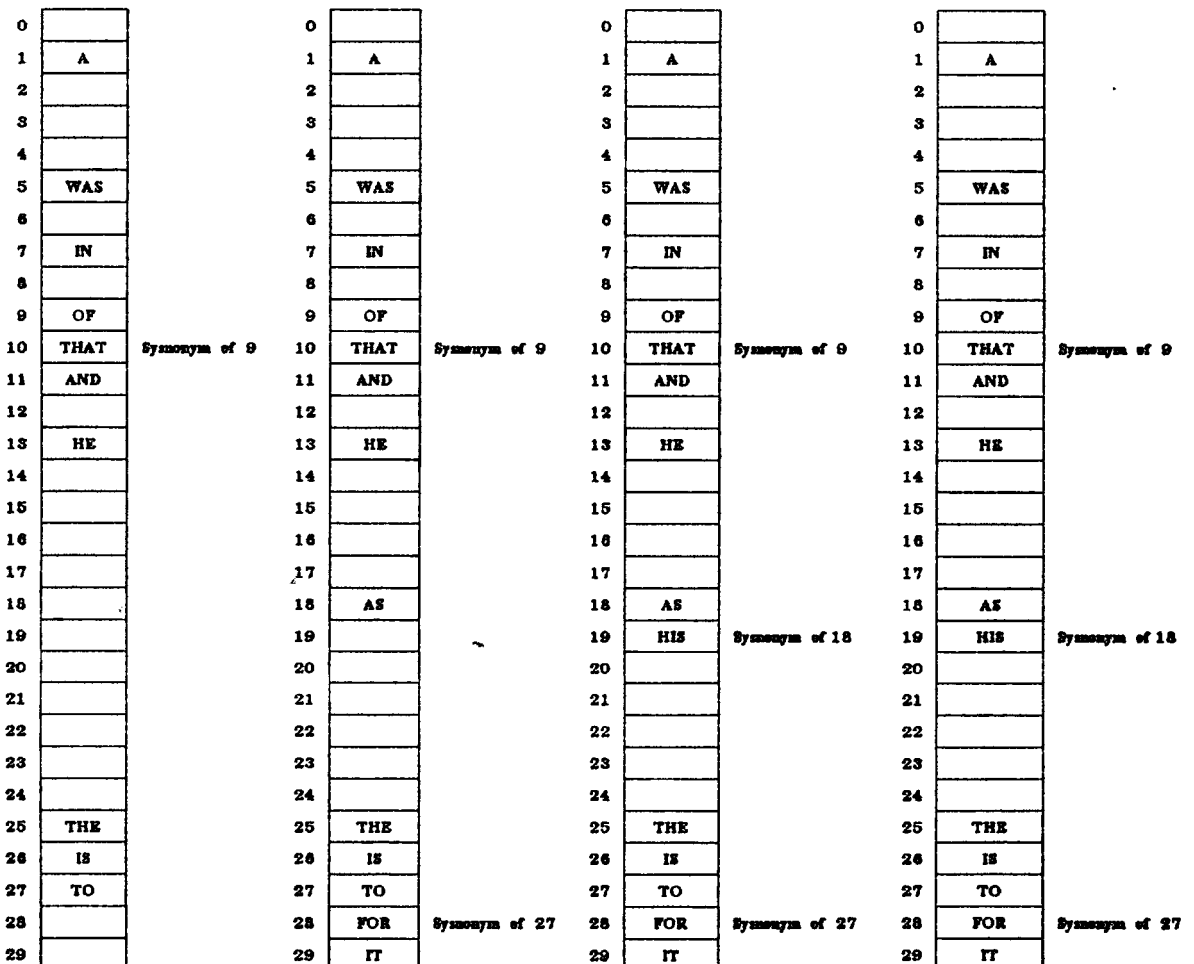 0 0 0 0
1 A 1 A 1 A 1 A
2 2 2 2
3 3 3 3
4 4 4 4
5 WAS 5 WAS 5 WAS 5 WAS
6 6 6 6
7 IN 7 IN 7 IN 7 IN
8 8 8 8
9 OF 9 OF 9 OF 9 OF
10 THAT Sysnonym of 9 10 THAT Sysnonym of 9 10 THAT Sysnonym of 9 10 THAT Sysnonym of 9
11 AND 11 AND 11 AND 11 AND
12 12 12 12
13 HE 13 HE 13 HE 13 HE
14 14 14 14
15 15 15 15
16 16 16 16
17 17 17 17
18 18 AS 18 AS 18 AS
19 19 19 HIS Sysnonym of 18 19 HIS Sysnonym of 18
20 20 20 20
21 21 21 21
22 22 22 22
23 23 23 23
24 24 24 24
25 THE 25 THE 25 THE 25 THE
26 IS 26 IS 26 IS 26 IS
27 TO 27 TO 27 TO 27 TO
28 28 FOR Sysnonym of 27 28 FOR Sysnonym of 27 28 FOR Sysnonym of 27
29 29 IT 29 IT 29 IT